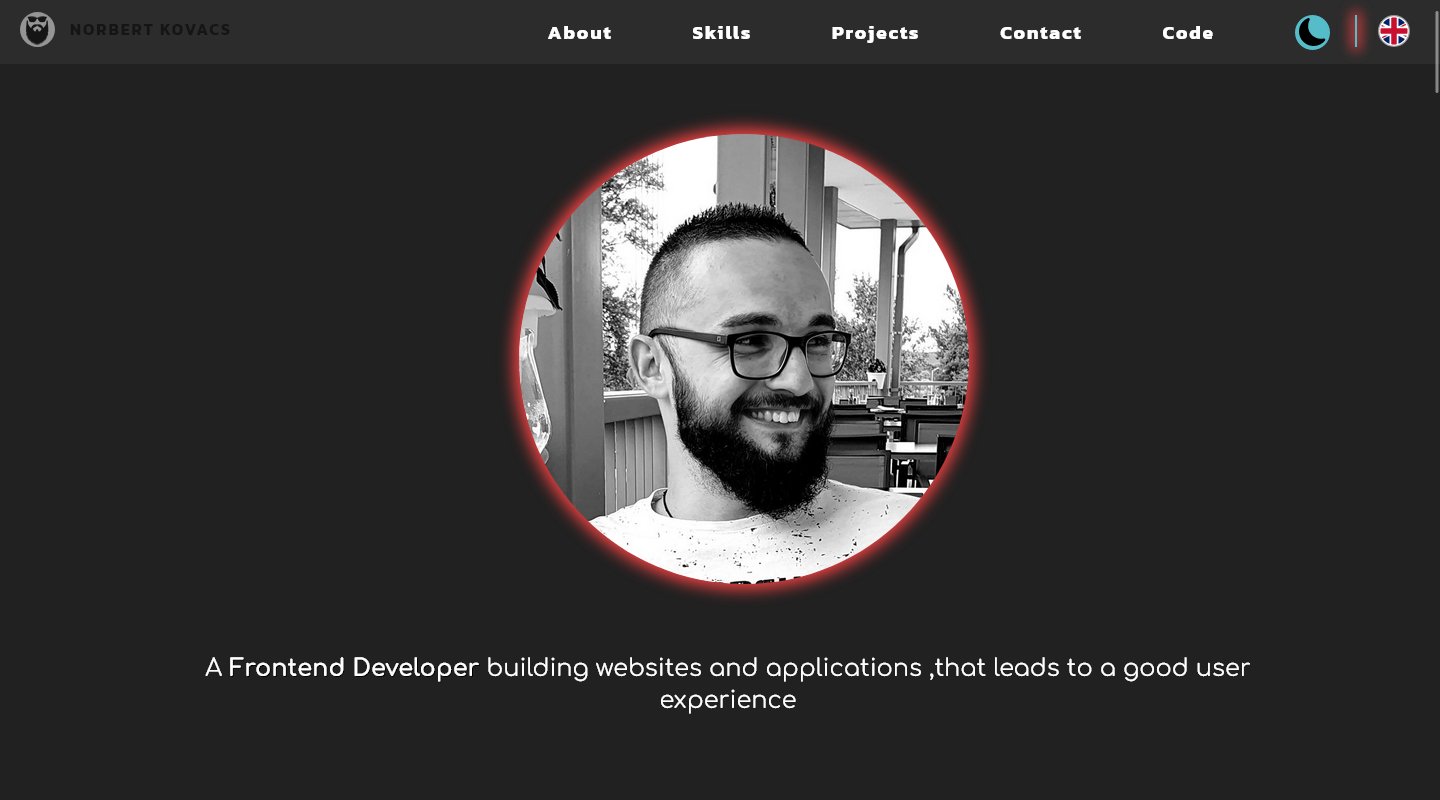 NORBERT KOVACS
About Skills Projects Contact Code
A Frontend Developer building websites and applications ,that leads to a good user
experience